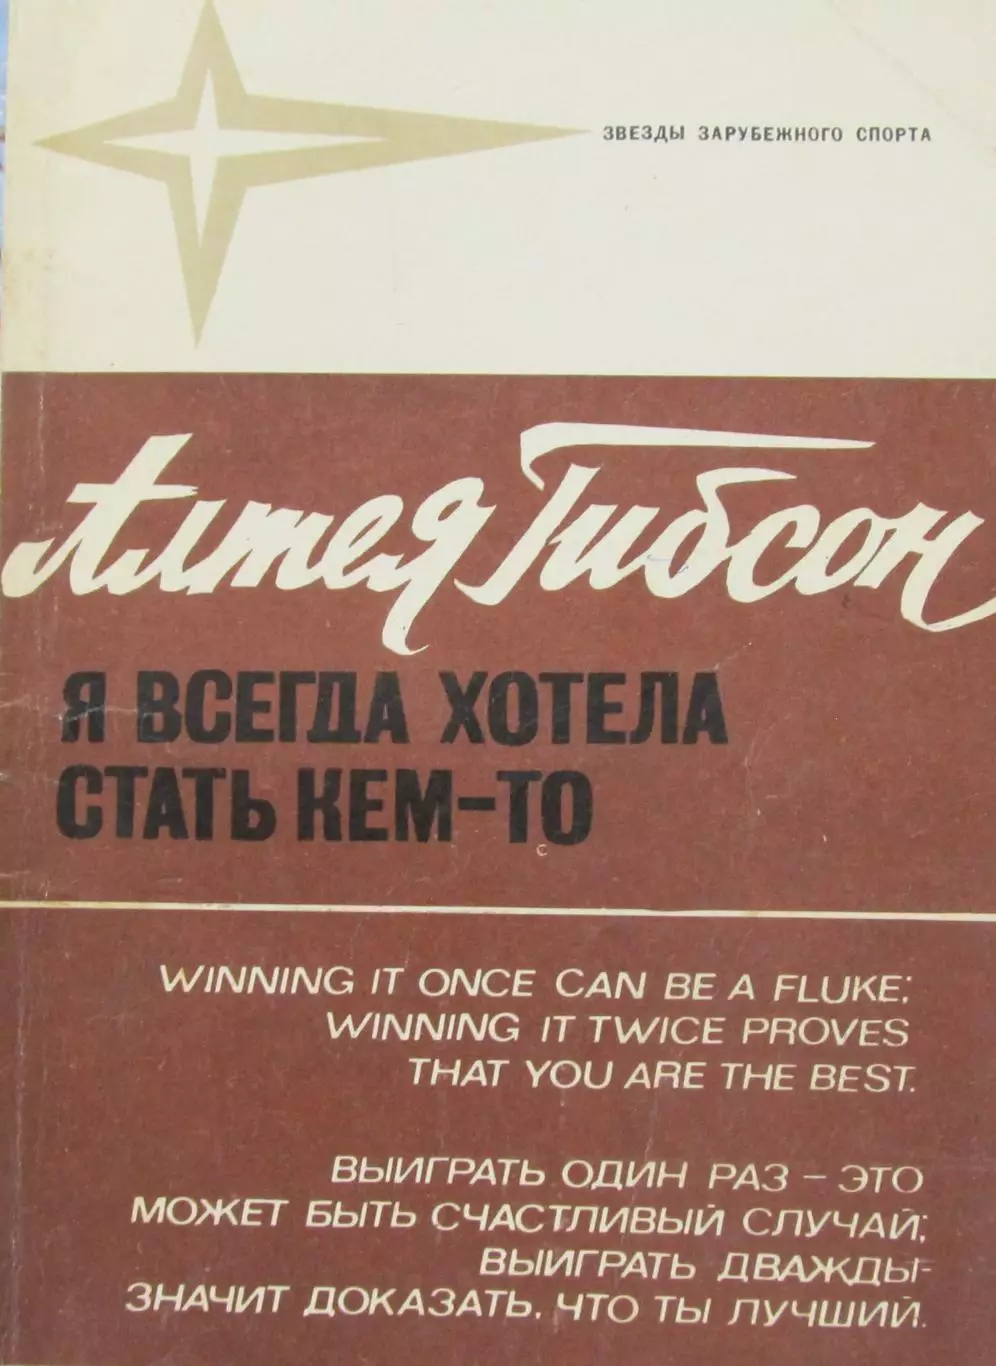 ЗВЕЗДЫ ЗАРУБЕЖНОГО СПОРТА
Алтея Гибсон
Я ВСЕГДА ХОТЕЛА
СТАТЬ КЕМ-ТО
WINNING IT ONCE CAN BE A FLUKE;
WINNING IT TWICE PROVES
THAT YOU ARE THE BEST.
ВЫИГРАТЬ ОДИН РАЗ – ЭТО
МОЖЕТ БЫТЬ СЧАСТЛИВЫЙ СЛУЧАЙ;
ВЫИГРАТЬ ДВАЖДЫ-
ЗНАЧИТ ДОКАЗАТЬ, ЧТО ТЫ ЛУЧШИЙ.